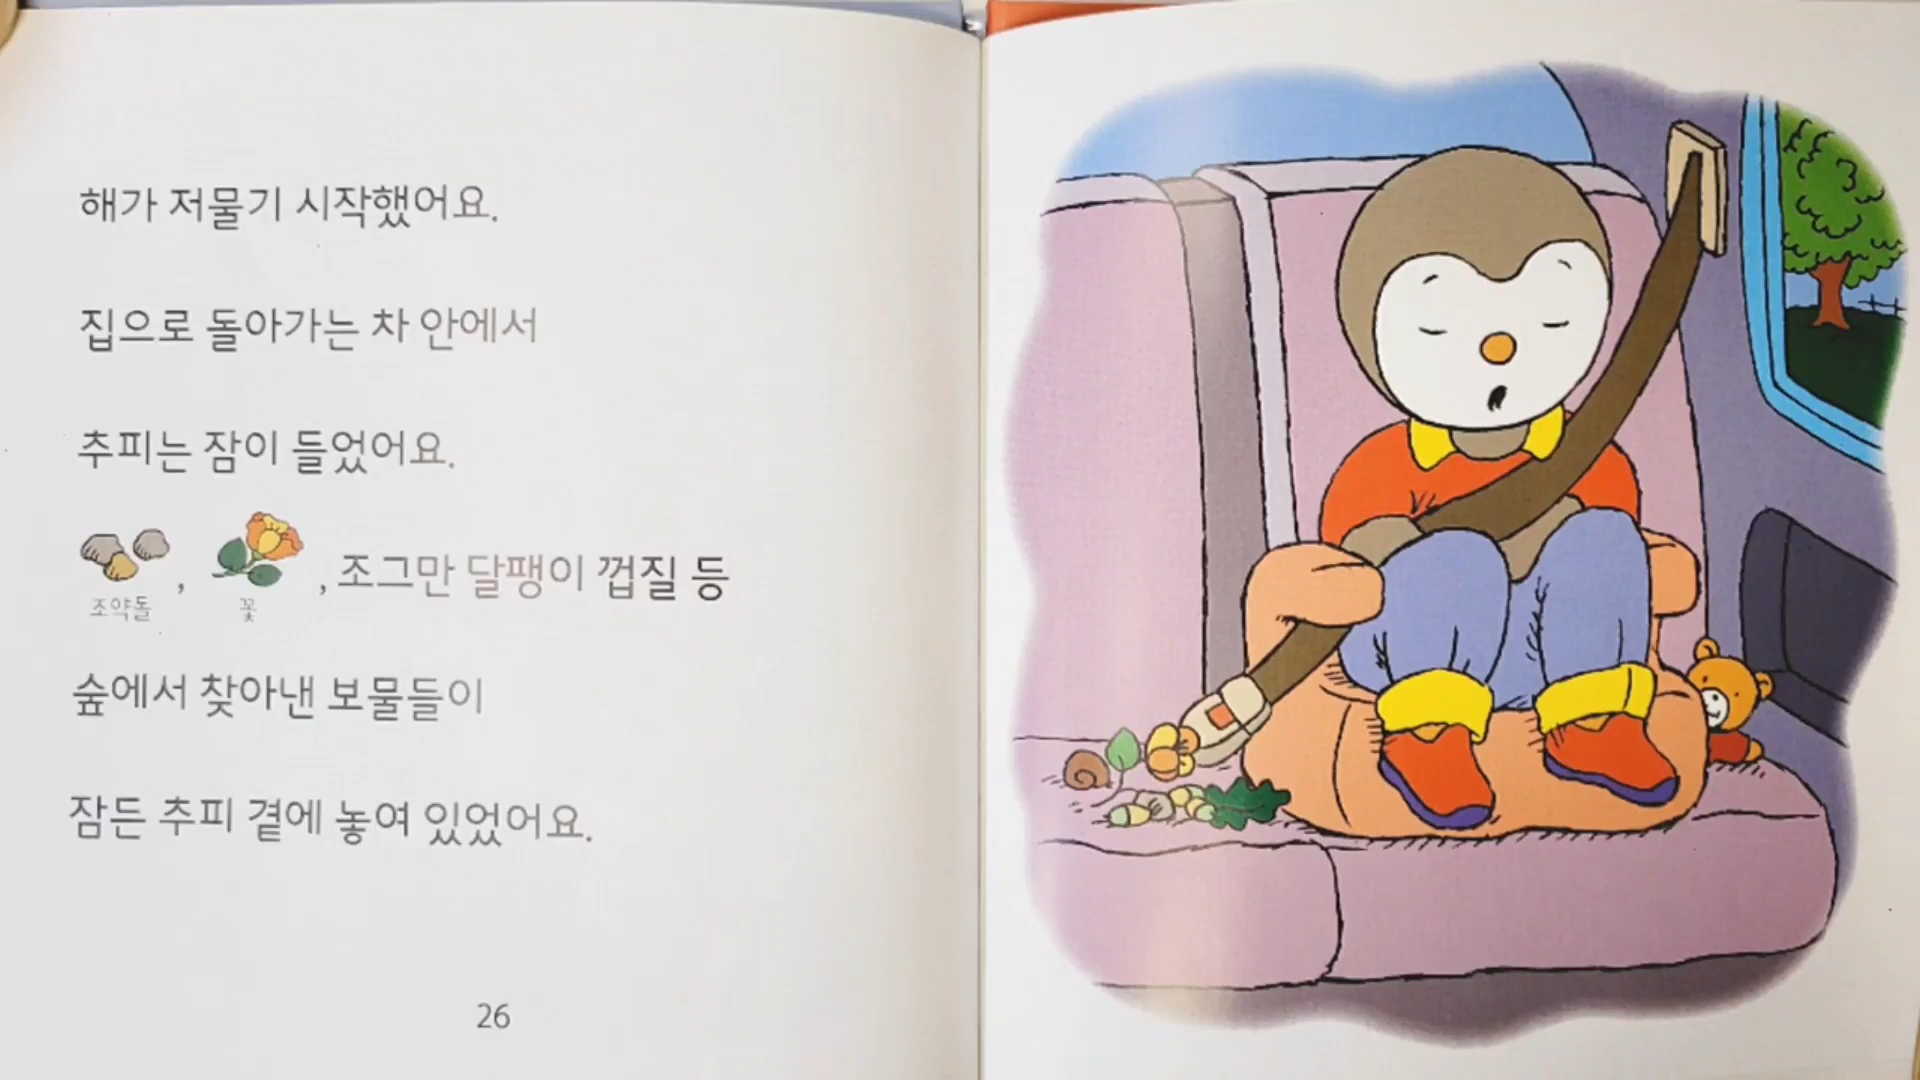 해가 저물기 시작했어요.
집으로 돌아가는 차 안에서
추피는 잠이 들었어요.
, , 조그만 달팽이 껍질 등
조약돌 꽃
숲에서 찾아낸 보물들이
잠든 추피 곁에 놓여 있었어요.
26